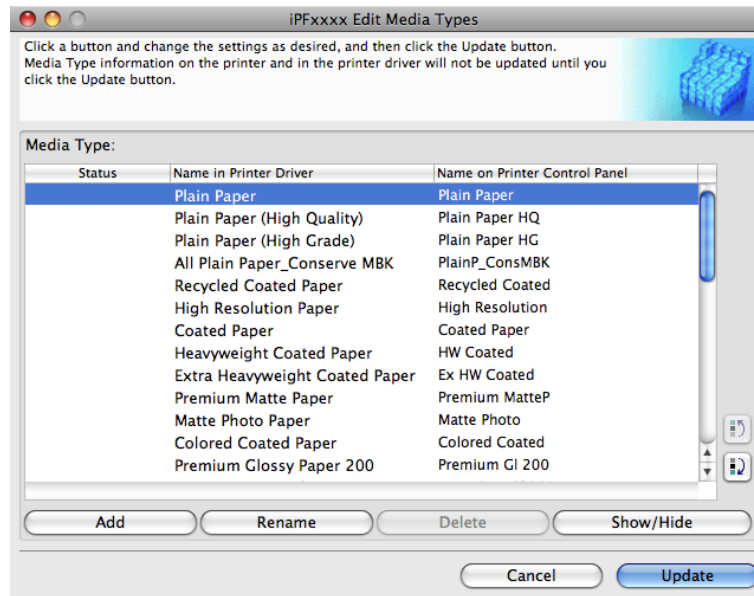 iPFxxxx Edit Media Types
Click a button and change the settings as desired, and then click the Update button.
Media Type information on the printer and in the printer driver will not be updated until you
click the Update button.
Media Type:
Status Name in Printer Driver Name on Printer Control Panel
Plain Paper Plain Paper
Plain Paper (High Quality) Plain Paper HQ
Plain Paper (High Grade) Plain Paper HG
All Plain Paper_Conserve MBK PlainP_ConsMBK
Recycled Coated Paper Recycled Coated
High Resolution Paper High Resolution
Coated Paper Coated Paper
Heavyweight Coated Paper HW Coated
Extra Heavyweight Coated Paper Ex HW Coated
Premium Matte Paper Premium MatteP
Matte Photo Paper Matte Photo
Colored Coated Paper Colored Coated
Premium Glossy Paper 200 Premium Gl 200
Add Rename Delete Show/Hide
Cancel Update